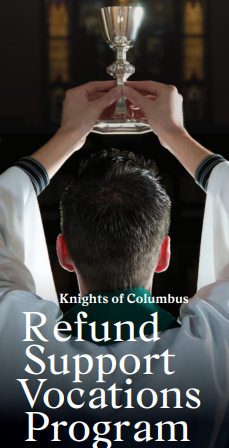 Knights of Columbus
Refund
Support
Vocations
Program